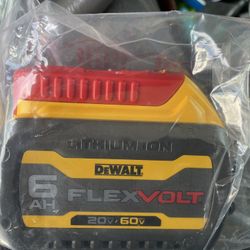 LITHIUM ION
DEWALT
6
AH
FLEXVOLT
20V/60V